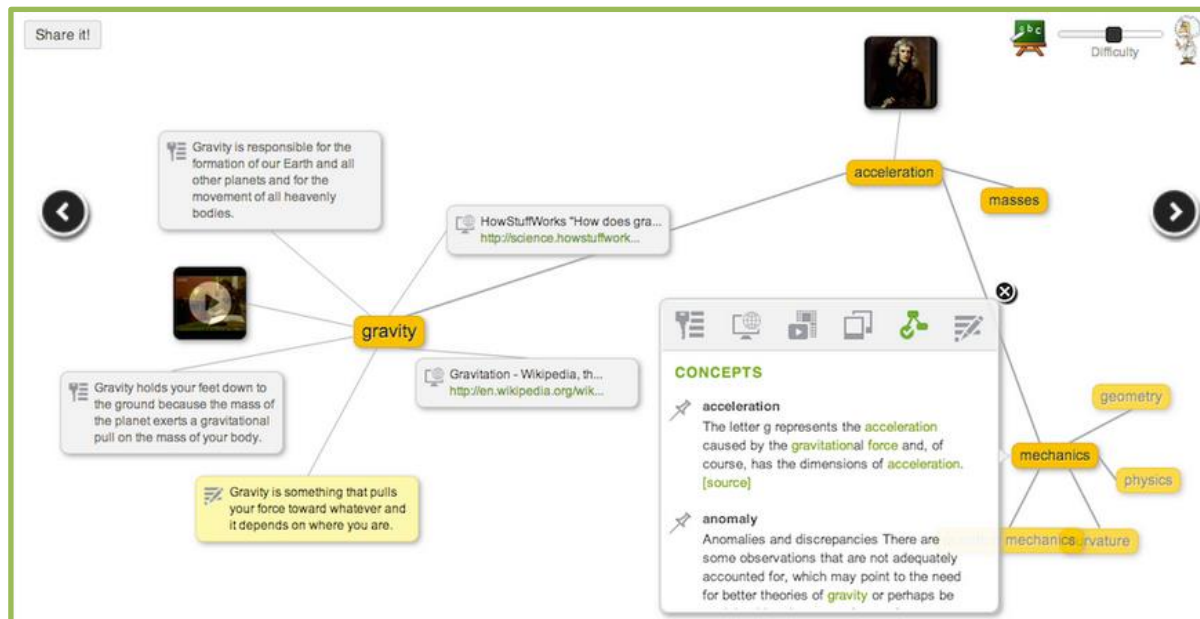 Share it!
abc
Difficulty
Gravity is responsible for the
formation of our Earth and all
other planets and for the
movement of all heavenly
bodies.
acceleration
masses
HowStuffWorks "How does gra...
http://science.howstuffwork...
gravity
Gravitation - Wikipedia, th...
http://en.wikipedia.org/wik...
Gravity holds your feet down to
the ground because the mass of
the planet exerts a gravitational
pull on the mass of your body.
Gravity is something that pulls
your force toward whatever and
it depends on where you are.
CONCEPTS
acceleration
The letter g represents the acceleration
caused by the gravitational force and, of
course, has the dimensions of acceleration.
[source]
anomaly
Anomalies and discrepancies There are
some observations that are not adequately
accounted for, which may point to the need
for better theories of gravity or perhaps be
geometry
mechanics
physics
mechanics
urvature